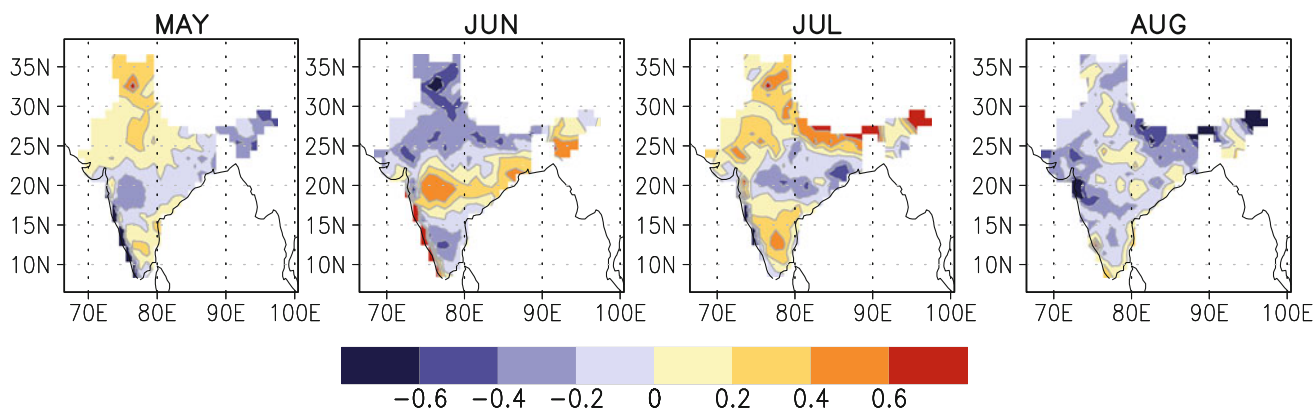 MAY JUN JUL AUG
35N 35N 35N 35N
30N 30N 30N 30N
25N 25N 25N 25N
20N 20N 20N 20N
15N 15N 15N 15N
10N 10N 10N 10N
70E 80E 90E 100E 70E 80E 90E 100E 70E 80E 90E 100E 70E 80E 90E 100E
-0.6 -0.4 -0.2 0 0.2 0.4 0.6